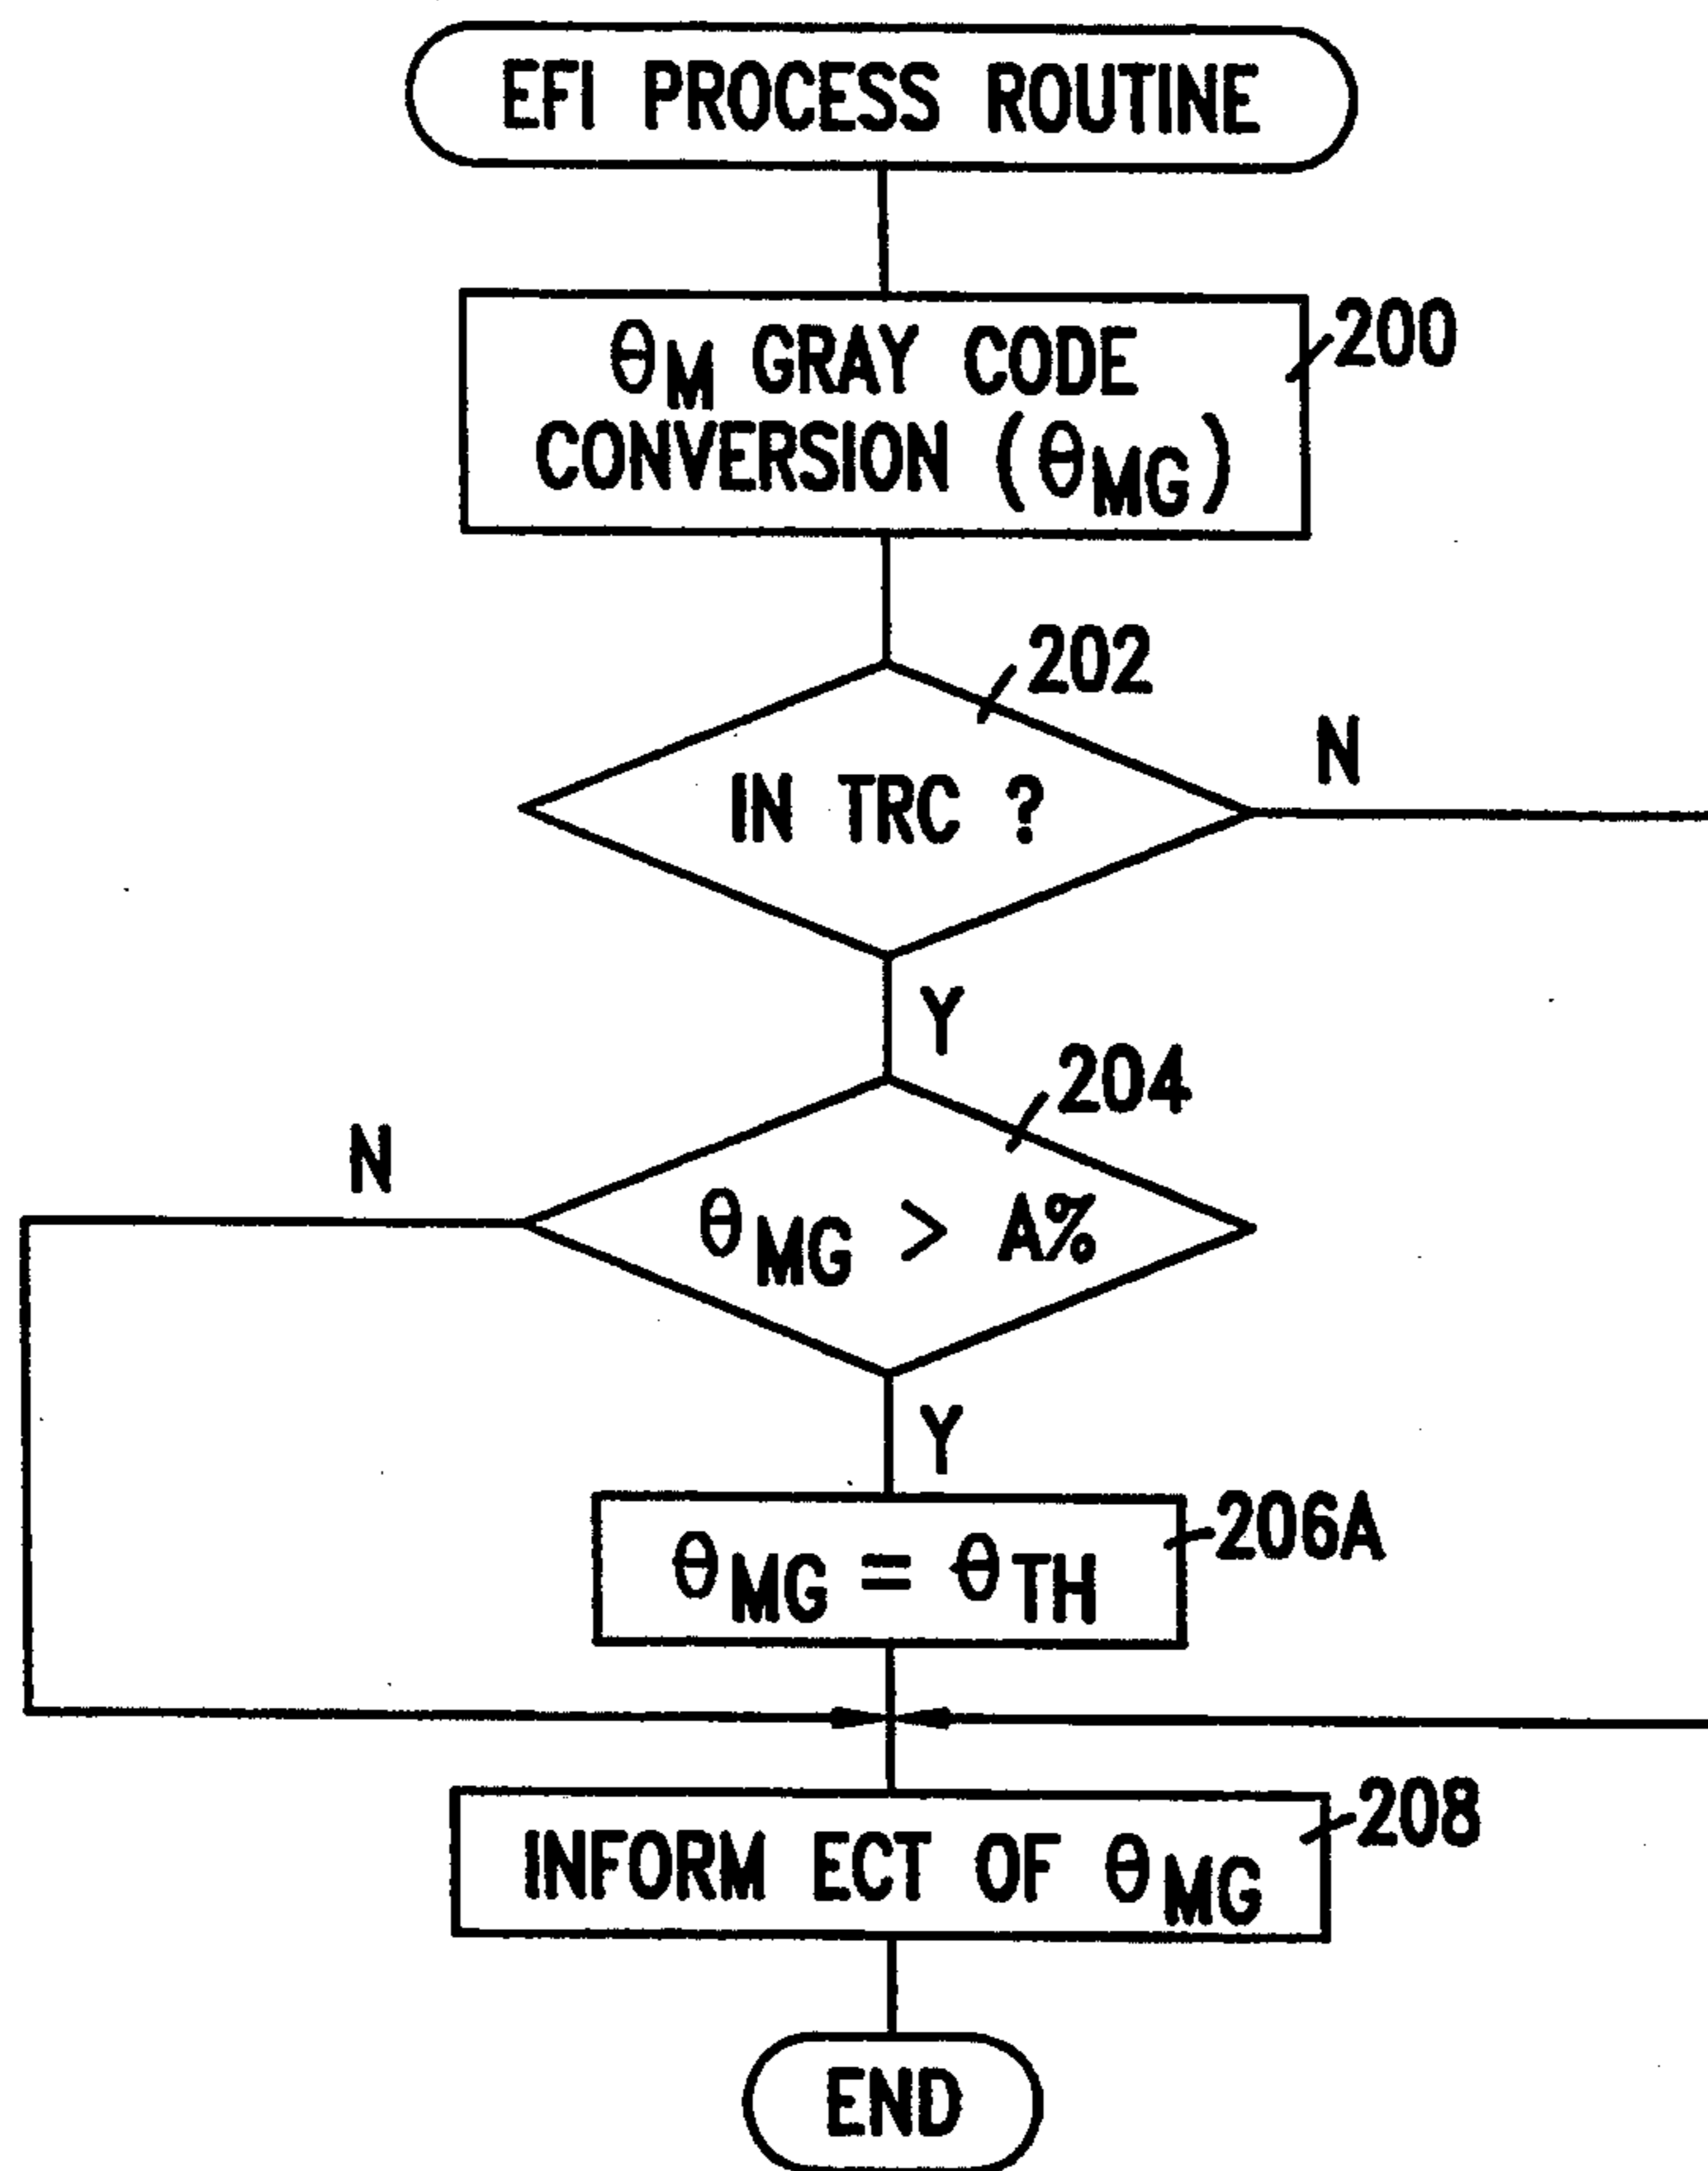 EFI PROCESS ROUTINE
θM GRAY CODE
CONVERSION (θMG)
200
202
IN TRC ?
N
Y
204
N
θMG > A%
Y
206A
θMG = θTH
208
INFORM ECT OF θMG
END